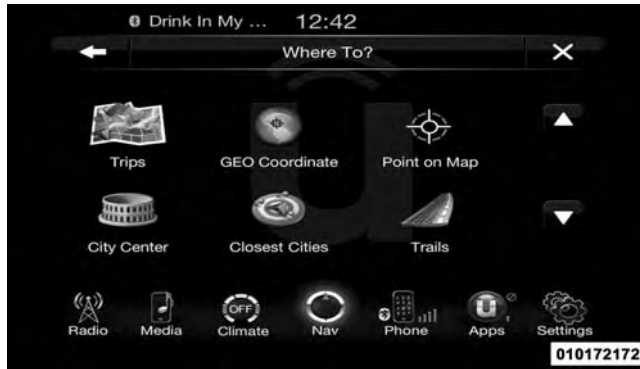 Drink In My ... 12:42
Where To?
Trips GEO Coordinate Point on Map
City Center Closest Cities Trails
OFF
Radio Media Climate Nav Phone Apps Settings
010172172